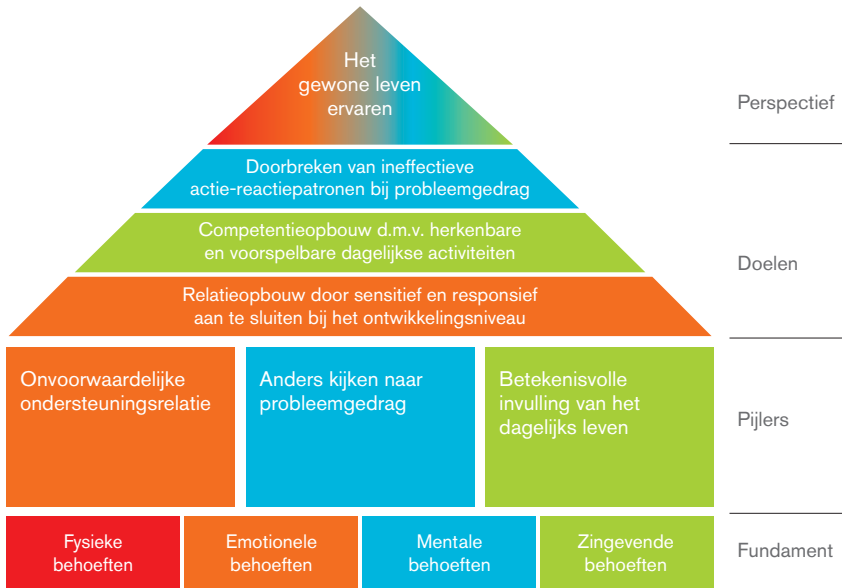 Het
gewone leven
ervaren
Perspectief
Doorbreken van ineffectieve
actie-reactiepatronen bij probleemgedrag
Competentieopbouw d.m.v. herkenbare
en voorspelbare dagelijkse activiteiten
Doelen
Relatieopbouw door sensitief en responsief
aan te sluiten bij het ontwikkelingsniveau
Onvoorwaardelijke
ondersteuningsrelatie
Anders kijken naar
probleemgedrag
Betekenisvolle
invulling van het
dagelijks leven
Pijlers
Fysieke
behoeften
Emotionele
behoeften
Mentale
behoeften
Zingevende
behoeften
Fundament